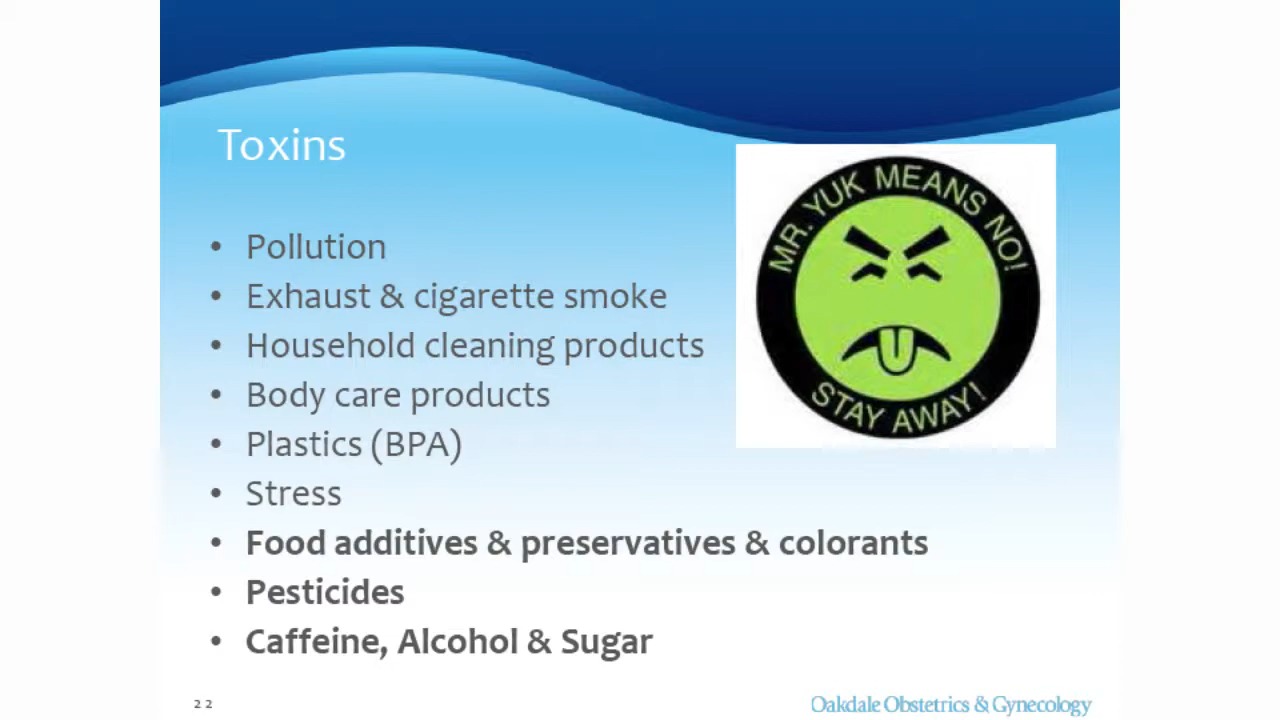 Toxins
MR. YUK MEANS NO!
STAY AWAY!
• Pollution
• Exhaust & cigarette smoke
• Household cleaning products
• Body care products
• Plastics (BPA)
• Stress
• Food additives & preservatives & colorants
• Pesticides
• Caffeine, Alcohol & Sugar
22
Oakdale Obstetrics & Gynecology